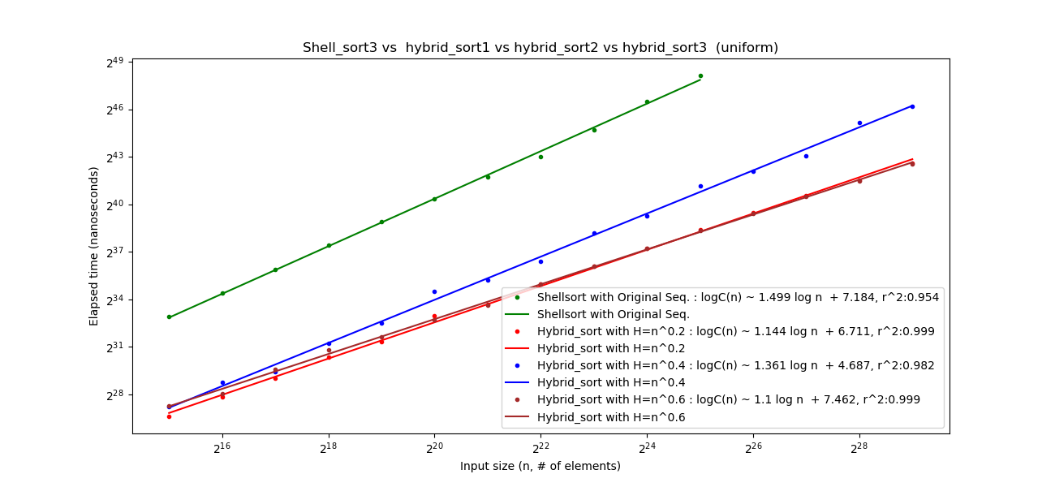 Shell_sort3 vs  hybrid_sort1 vs hybrid_sort2 vs hybrid_sort3  (uniform)
Elapsed time (nanoseconds)
2^49
2^46
2^43
2^40
2^37
2^34
2^31
2^28
Shellsort with Original Seq. : logC(n) ~ 1.499 log n  + 7.184, r^2:0.954
Shellsort with Original Seq.
Hybrid_sort with H=n^0.2 : logC(n) ~ 1.144 log n  + 6.711, r^2:0.999
Hybrid_sort with H=n^0.2
Hybrid_sort with H=n^0.4 : logC(n) ~ 1.361 log n  + 4.687, r^2:0.982
Hybrid_sort with H=n^0.4
Hybrid_sort with H=n^0.6 : logC(n) ~ 1.1 log n  + 7.462, r^2:0.999
Hybrid_sort with H=n^0.6
2^16 2^18 2^20 2^22 2^24 2^26 2^28
Input size (n, # of elements)